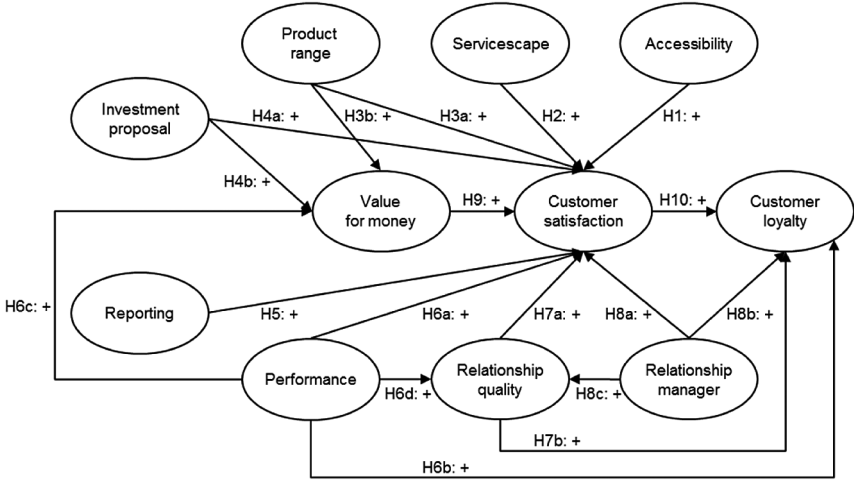 Product
range
Servicescape
Accessibility
Investment
proposal
H4a: +
H3b: +
H3a: +
H2: +
H1: +
H4b: +
Value
for money
H9: +
Customer
satisfaction
H10: +
Customer
loyalty
H6c: +
Reporting
H5: +
H6a: +
H7a: +
H8a: +
H8b: +
Performance
H6d: +
Relationship
quality
H8c: +
Relationship
manager
H7b: +
H6b: +